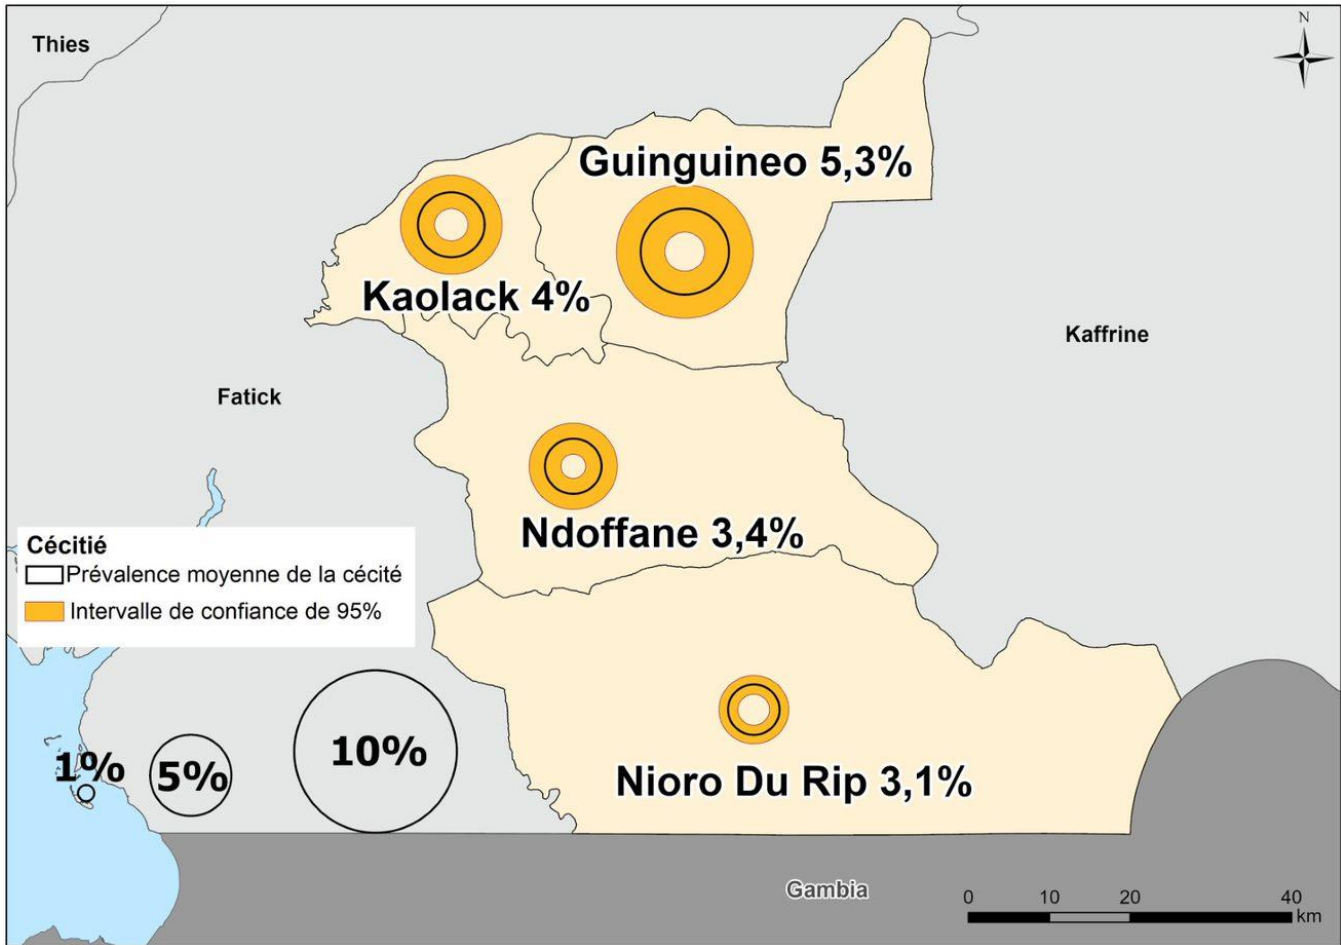 Thies
N
Guinguineo 5,3%
Kaolack 4%
Kaffrine
Fatick
Ndoffane 3,4%
Cécitié
Prévalence moyenne de la cécité
Intervalle de confiance de 95%
1%
5%
10%
Nioro Du Rip 3,1%
Gambia
0 10 20 40
km